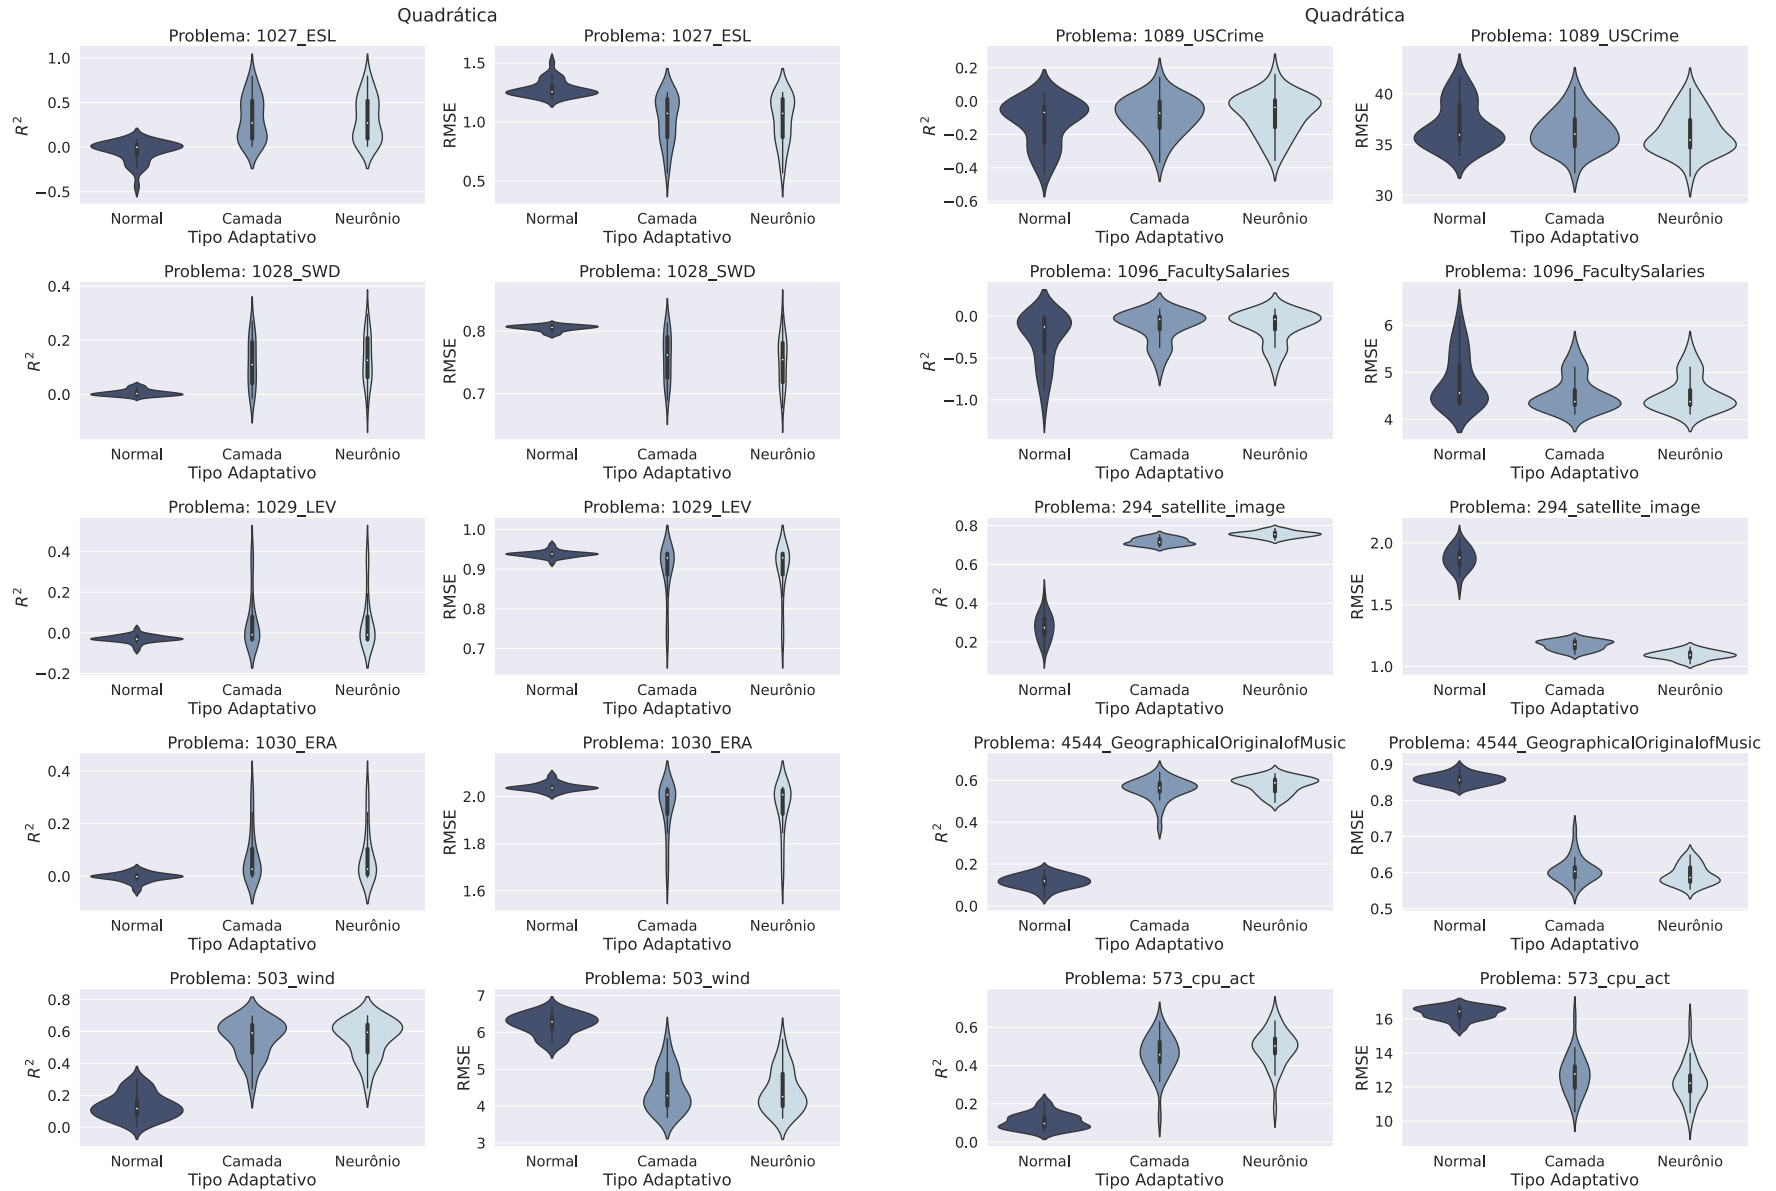 Quadrática
Problema: 1027_ESL
R²
1.0
0.5
0.0
−0.5
Normal Camada Neurônio
Tipo Adaptativo
Problema: 1027_ESL
RMSE
1.5
1.0
0.5
Normal Camada Neurônio
Tipo Adaptativo
Problema: 1028_SWD
R²
0.4
0.2
0.0
Normal Camada Neurônio
Tipo Adaptativo
Problema: 1028_SWD
RMSE
0.8
0.7
Normal Camada Neurônio
Tipo Adaptativo
Problema: 1029_LEV
R²
0.4
0.2
0.0
−0.2
Normal Camada Neurônio
Tipo Adaptativo
Problema: 1029_LEV
RMSE
1.0
0.9
0.8
0.7
Normal Camada Neurônio
Tipo Adaptativo
Problema: 1030_ERA
R²
0.4
0.2
0.0
Normal Camada Neurônio
Tipo Adaptativo
Problema: 1030_ERA
RMSE
2.0
1.8
1.6
Normal Camada Neurônio
Tipo Adaptativo
Problema: 503_wind
R²
0.8
0.6
0.4
0.2
0.0
Normal Camada Neurônio
Tipo Adaptativo
Problema: 503_wind
RMSE
7
6
5
4
3
Normal Camada Neurônio
Tipo Adaptativo
Quadrática
Problema: 1089_USCrime
R²
0.2
0.0
−0.2
−0.4
−0.6
Normal Camada Neurônio
Tipo Adaptativo
Problema: 1089_USCrime
RMSE
40
35
30
Normal Camada Neurônio
Tipo Adaptativo
Problema: 1096_FacultySalaries
R²
0.0
−0.5
−1.0
Normal Camada Neurônio
Tipo Adaptativo
Problema: 1096_FacultySalaries
RMSE
6
5
4
Normal Camada Neurônio
Tipo Adaptativo
Problema: 294_satellite_image
R²
0.8
0.6
0.4
0.2
Normal Camada Neurônio
Tipo Adaptativo
Problema: 294_satellite_image
RMSE
2.0
1.5
1.0
Normal Camada Neurônio
Tipo Adaptativo
Problema: 4544_GeographicalOriginalofMusic
R²
0.6
0.4
0.2
0.0
Normal Camada Neurônio
Tipo Adaptativo
Problema: 4544_GeographicalOriginalofMusic
RMSE
0.9
0.8
0.7
0.6
0.5
Normal Camada Neurônio
Tipo Adaptativo
Problema: 573_cpu_act
R²
0.6
0.4
0.2
0.0
Normal Camada Neurônio
Tipo Adaptativo
Problema: 573_cpu_act
RMSE
16
14
12
10
Normal Camada Neurônio
Tipo Adaptativo